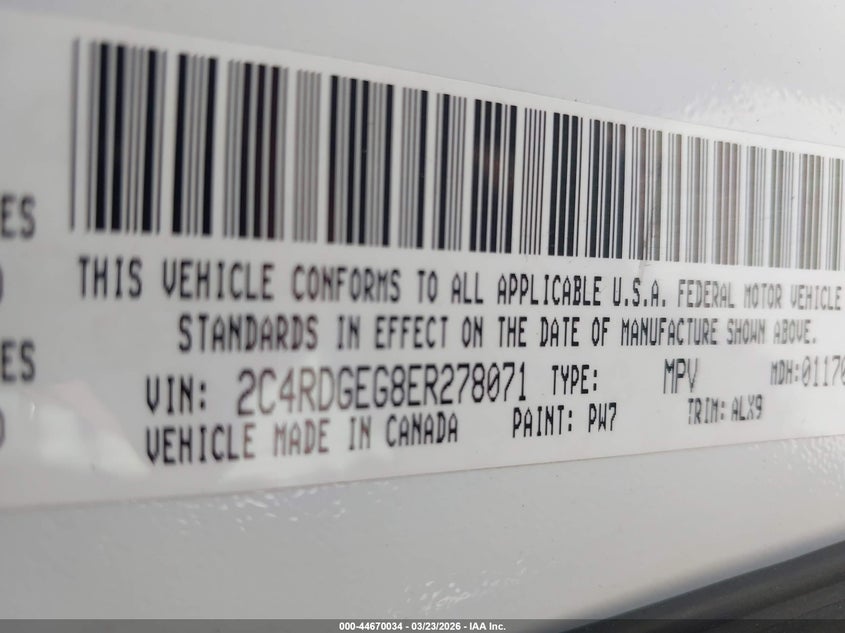 ES
THIS VEHICLE CONFORMS TO ALL APPLICABLE U.S.A. FEDERAL MOTOR VEHICLE
STANDARDS IN EFFECT ON THE DATE OF MANUFACTURE SHOWN ABOVE.
ES
VIN: 2C4RDGEG8ER278071 TYPE: MPV MDH:01170
VEHICLE MADE IN CANADA PAINT: PW7 TRIM: ALX9
000-44670034 - 03/23/2026 - IAA Inc.